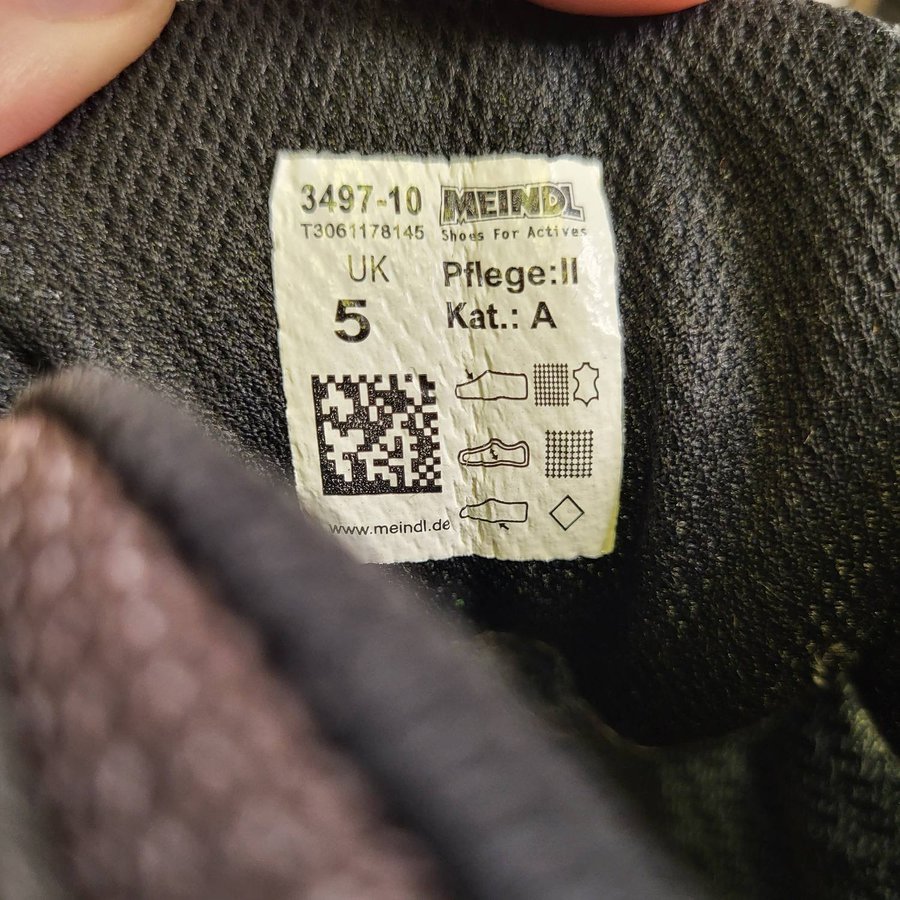 3497-10 MEINDL
T3061178145 Shoes For Actives
UK
5
Pflege:II
Kat.: A
www.meindl.de